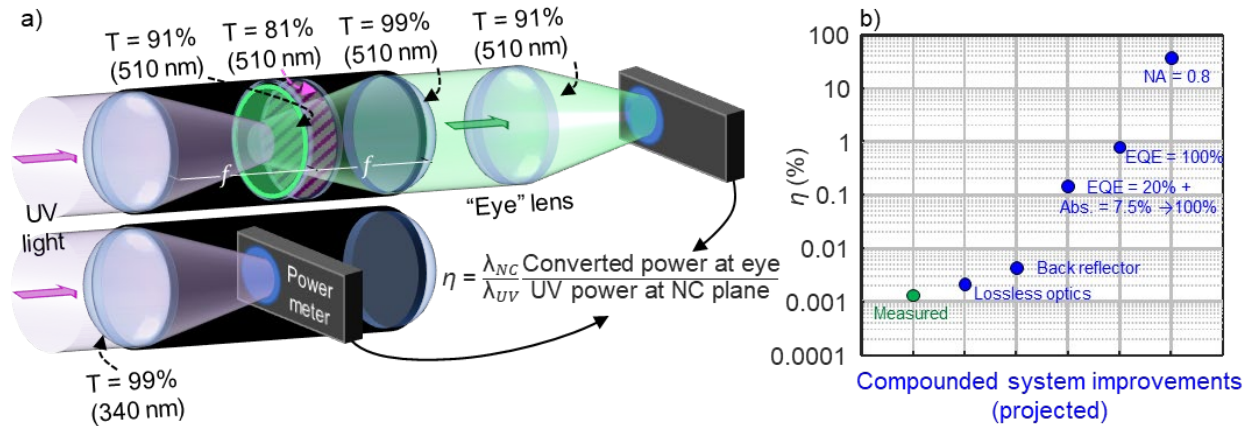 a)
T = 91%
(510 nm)
T = 81%
(510 nm)
T = 99%
(510 nm)
T = 91%
(510 nm)
f
f
UV
light
"Eye" lens
Power
meter
T = 99%
(340 nm)
η = λNC/λUV Converted power at eye/UV power at NC plane
b)
η (%)
100
10
1
0.1
0.01
0.001
0.0001
NA = 0.8
EQE = 100%
EQE = 20% +
Abs. = 7.5% →100%
Back reflector
Lossless optics
Measured
Compounded system improvements
(projected)